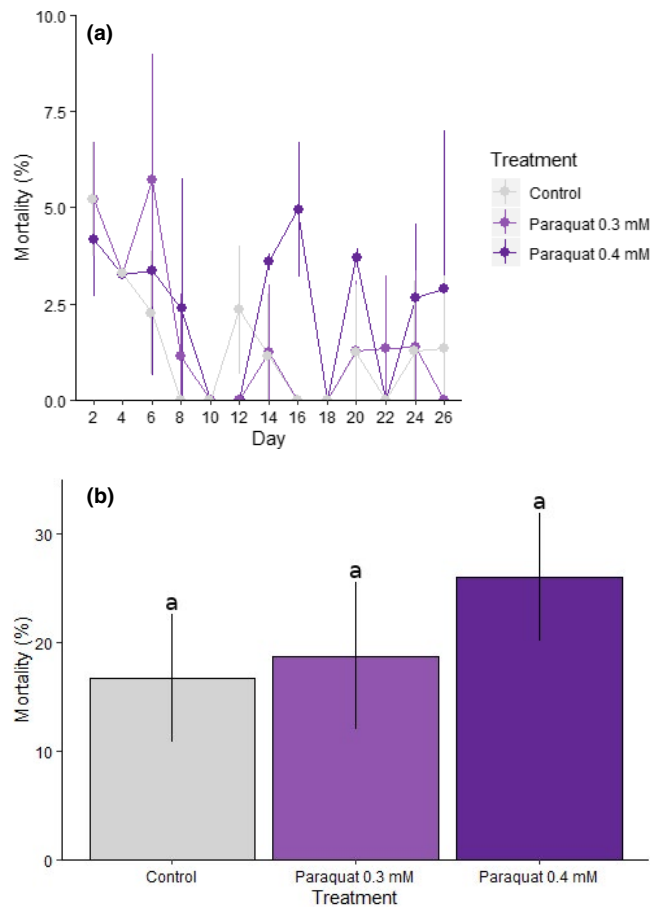 (a)
Mortality (%)
10.0
7.5
5.0
2.5
0.0
2 4 6 8 10 12 14 16 18 20 22 24 26
Day
Treatment
Control
Paraquat 0.3 mM
Paraquat 0.4 mM
(b)
Mortality (%)
30
20
10
0
a
a
a
Control Paraquat 0.3 mM Paraquat 0.4 mM
Treatment